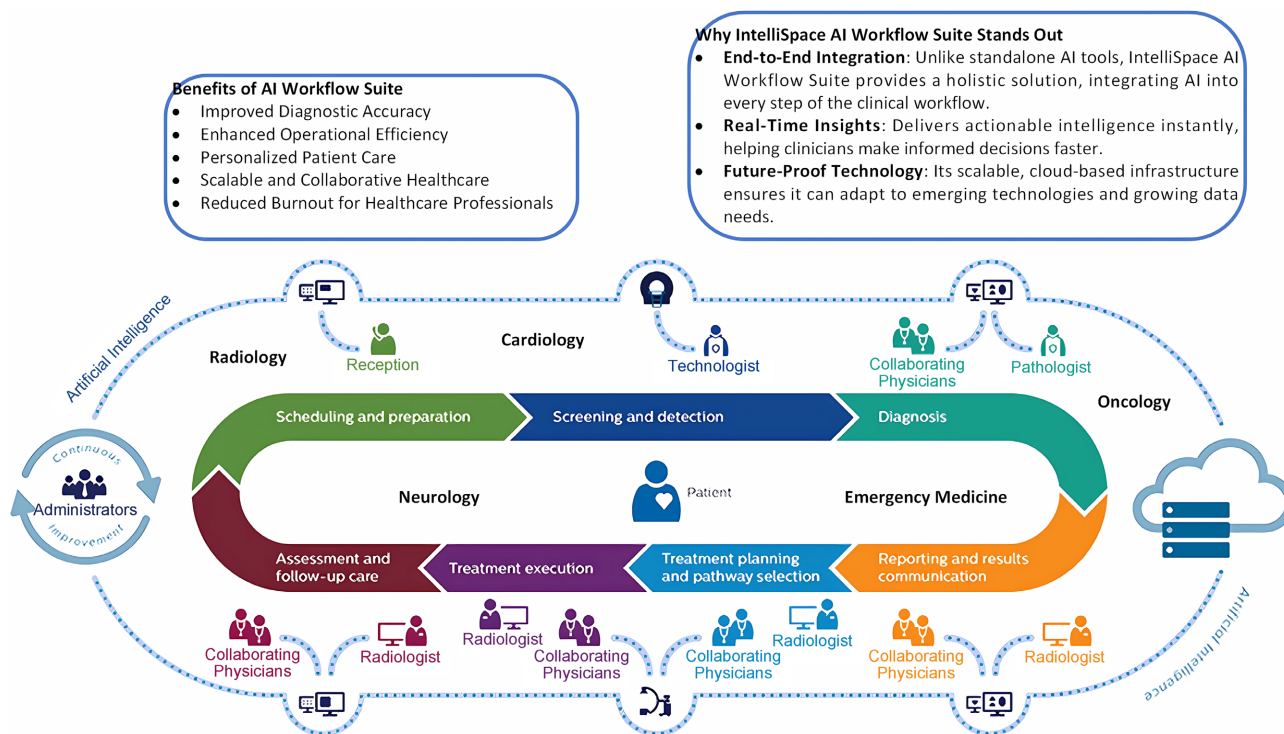 Benefits of AI Workflow Suite
• Improved Diagnostic Accuracy
• Enhanced Operational Efficiency
• Personalized Patient Care
• Scalable and Collaborative Healthcare
• Reduced Burnout for Healthcare Professionals
Why IntelliSpace AI Workflow Suite Stands Out
• End-to-End Integration: Unlike standalone AI tools, IntelliSpace AI
Workflow Suite provides a holistic solution, integrating AI into
every step of the clinical workflow.
• Real-Time Insights: Delivers actionable intelligence instantly,
helping clinicians make informed decisions faster.
• Future-Proof Technology: Its scalable, cloud-based infrastructure
ensures it can adapt to emerging technologies and growing data
needs.
Artificial Intelligence
Radiology
Reception
Cardiology
Technologist
Collaborating
Physicians
Pathologist
Oncology
Scheduling and preparation
Screening and detection
Diagnosis
Continuous
Administrators
Improvement
Neurology
Patient
Emergency Medicine
Assessment and
follow-up care
Treatment execution
Treatment planning
and pathway selection
Reporting and results
communication
Collaborating
Physicians
Radiologist
Radiologist
Collaborating
Physicians
Collaborating
Physicians
Radiologist
Collaborating
Physicians
Radiologist
Artificial Intelligence